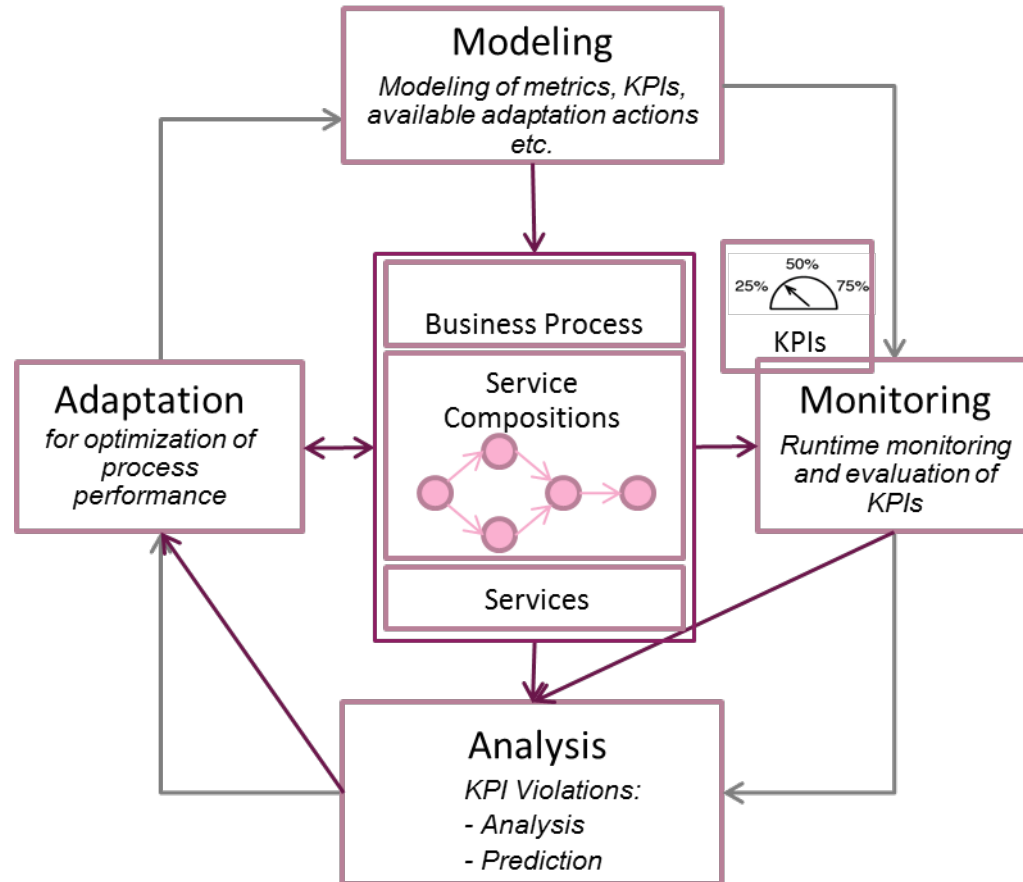 Modeling
Modeling of metrics, KPIs,
available adaptation actions
etc.
25%
50%
75%
KPIs
Business Process
Service
Compositions
Services
Adaptation
for optimization of
process
performance
Monitoring
Runtime monitoring
and evaluation of
KPIs
Analysis
KPI Violations:
- Analysis
- Prediction